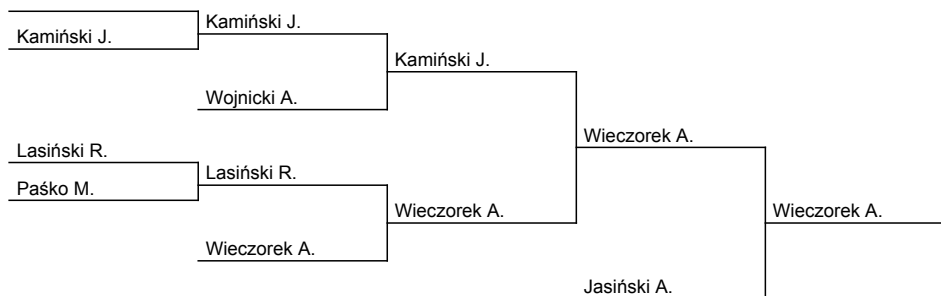 Kamiński J.
Kamiński J.
Kamiński J.
Wojnicki A.
Wieczorek A.
Lasiński R.
Lasiński R.
Paśko M.
Wieczorek A.
Wieczorek A.
Wieczorek A.
Jasiński A.